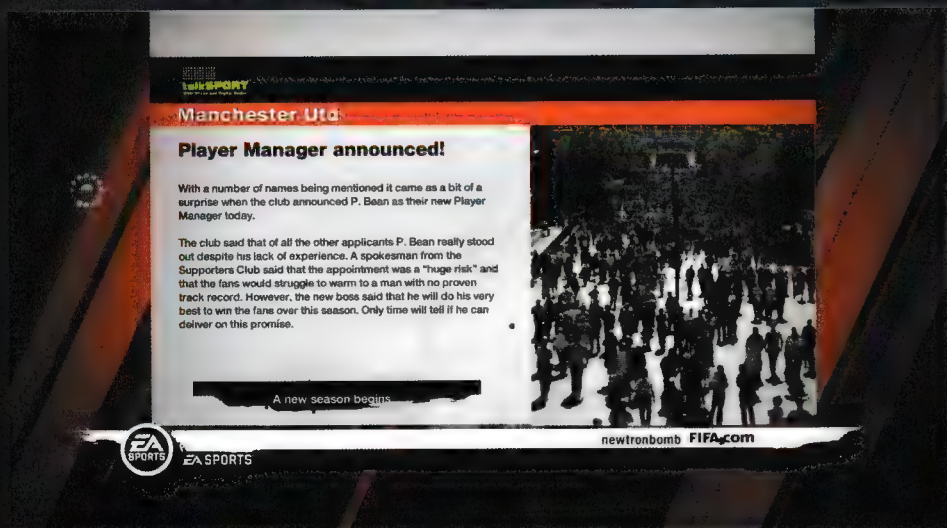 talkSPORT
Manchester Utd
Player Manager announced!
With a number of names being mentioned it came as a bit of a
surprise when the club announced P. Bean as their new Player
Manager today.
The club said that of all the other applicants P. Bean really stood
out despite his lack of experience. A spokesman from the
Supporters Club said that the appointment was a "huge risk" and
that the fans would struggle to warm to a man with no proven
track record. However, the new boss said that he will do his very
best to win the fans over this season. Only time will tell if he can
deliver on this promise.
A new season begins
newtronbomb FIFA.com
EA SPORTS
EA SPORTS